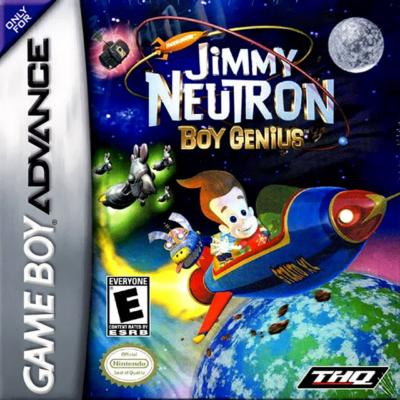 ONLY
FOR
GAME BOY ADVANCE
NICKELODEON
JIMMY
NEUTRON
BOY GENIUS
EVERYONE
E
CONTENT RATED BY
ESRB
Official
Nintendo
Seal of Quality
THQ